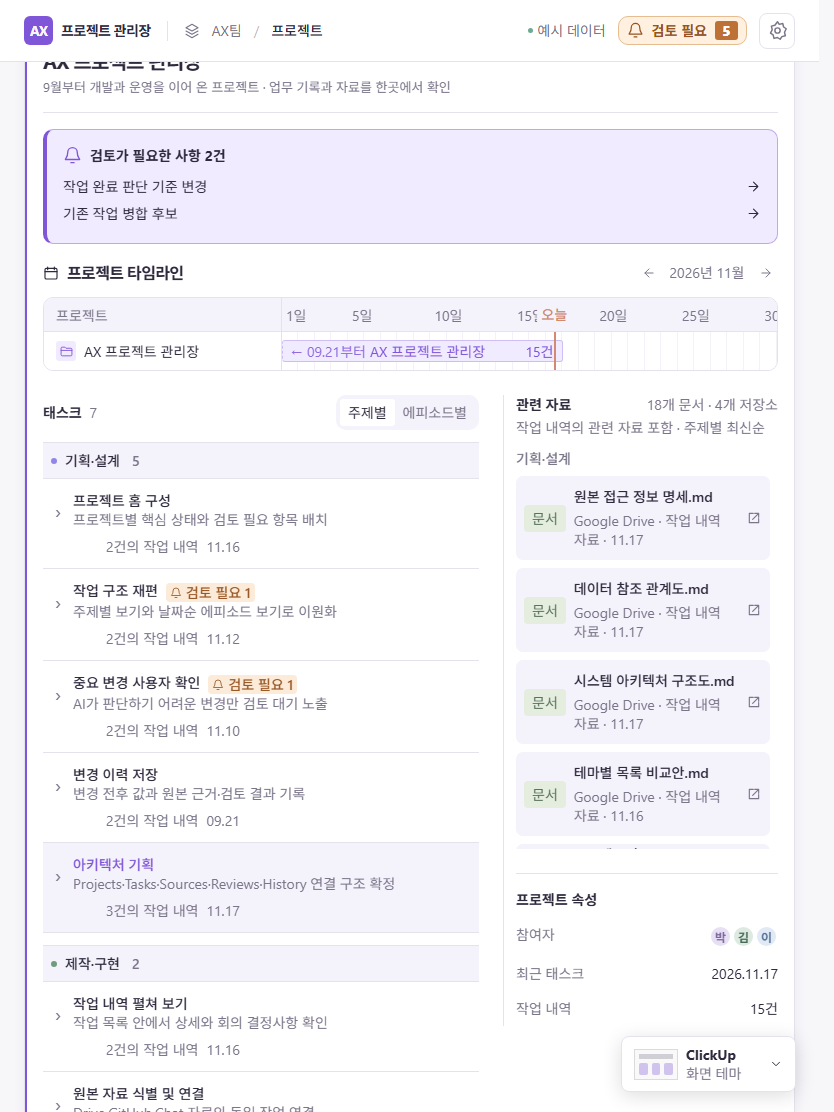 AX 프로젝트 관리장 AX팀 / 프로젝트 예시 데이터 검토 필요 5
AX 프로젝트 관리장
9월부터 개발과 운영을 이어 온 프로젝트 · 업무 기록과 자료를 한곳에서 확인
검토가 필요한 사항 2건
작업 완료 판단 기준 변경
기존 작업 병합 후보
프로젝트 타임라인 2026년 11월
프로젝트 1일 5일 10일 15일 오늘 20일 25일 30
AX 프로젝트 관리장 ← 09.21부터 AX 프로젝트 관리장 15건
태스크 7 주제별 에피소드별
기획·설계 5
프로젝트 홈 구성
프로젝트별 핵심 상태와 검토 필요 항목 배치
2건의 작업 내역 11.16
작업 구조 재편 검토 필요 1
주제별 보기와 날짜순 에피소드 보기로 이원화
2건의 작업 내역 11.12
중요 변경 사용자 확인 검토 필요 1
AI가 판단하기 어려운 변경만 검토 대기 노출
2건의 작업 내역 11.10
변경 이력 저장
변경 전후 값과 원본 근거·검토 결과 기록
2건의 작업 내역 09.21
아키텍처 기획
Projects·Tasks·Sources·Reviews·History 연결 구조 확정
3건의 작업 내역 11.17
제작·구현 2
작업 내역 펼쳐 보기
작업 목록 안에서 상세와 회의 결정사항 확인
2건의 작업 내역 11.16
원본 자료 식별 및 연결
Drive·GitHub·Chat 자료와 동일 작업 연결
관련 자료 18개 문서 · 4개 저장소
작업 내역의 관련 자료 포함 · 주제별 최신순
기획·설계
원본 접근 정보 명세.md
문서 Google Drive · 작업 내역
자료 · 11.17
데이터 참조 관계도.md
문서 Google Drive · 작업 내역
자료 · 11.17
시스템 아키텍처 구조도.md
문서 Google Drive · 작업 내역
자료 · 11.17
테마별 목록 비교안.md
문서 Google Drive · 작업 내역
자료 · 11.16
프로젝트 속성
참여자 박 김 이
최근 태스크 2026.11.17
작업 내역 15건
ClickUp
화면 테마